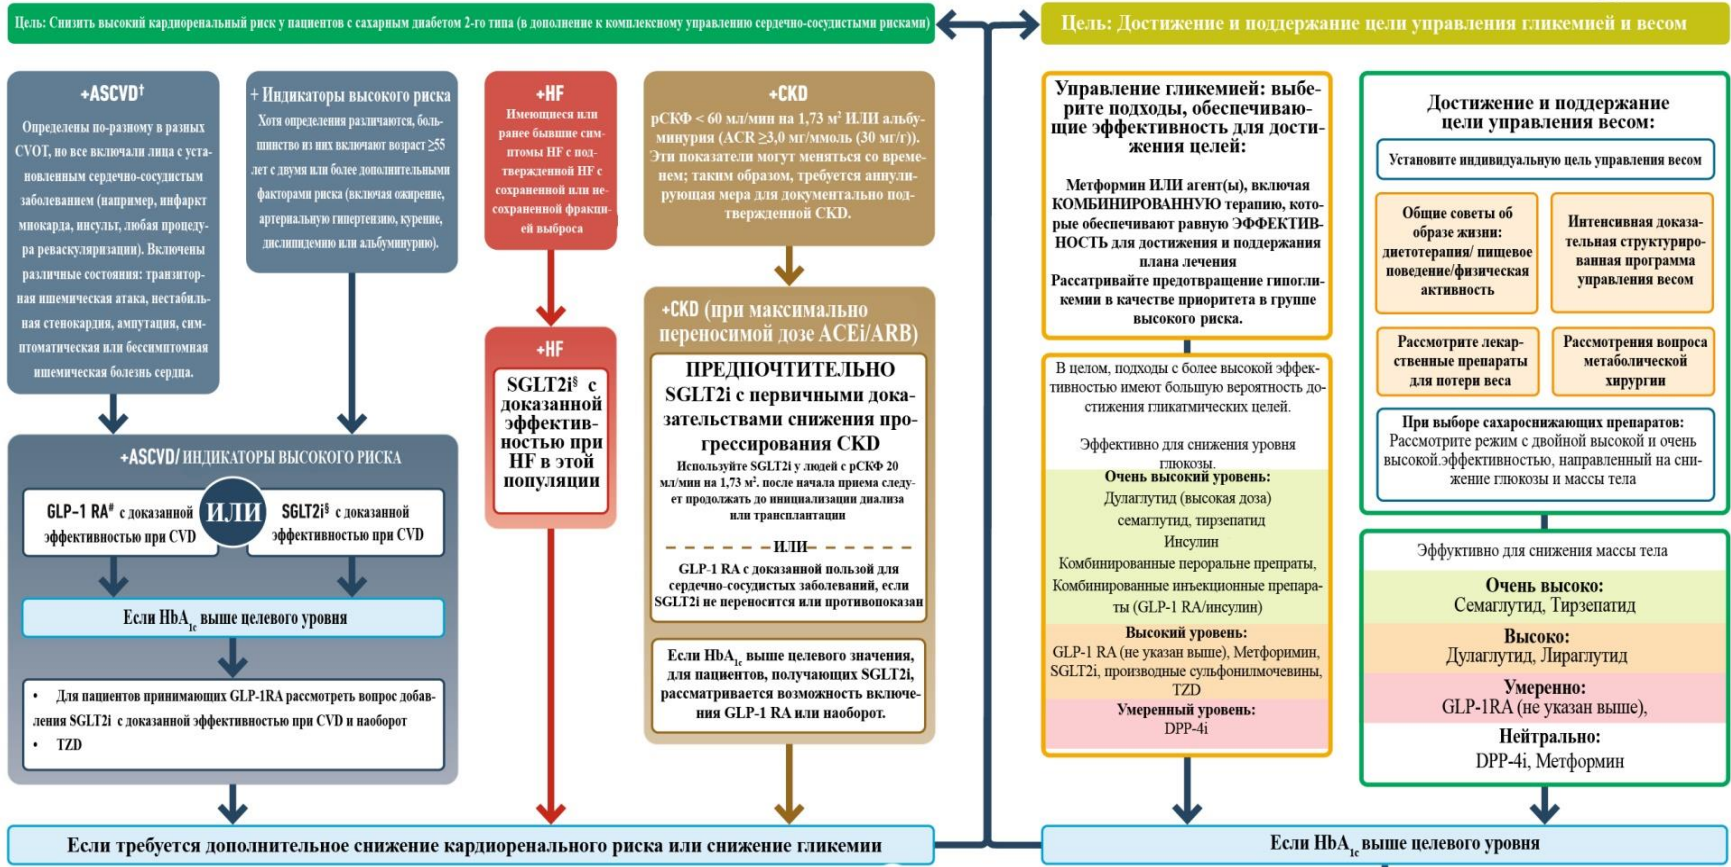 Цель: Снизить высокий кардиоренальный риск у пациентов с сахарным диабетом 2-го типа (в дополнение к комплексному управлению сердечно-сосудистыми рисками)
+ASCVD†
Определены по-разному в разных
CVOT, но все включали лица с уста-
новленным сердечно-сосудистым
заболеванием (например, инфаркт
миокарда, инсульт, любая процеду-
ра реваскуляризации). Включены
различные состояния: транзитор-
ная ишемическая атака, нестабиль-
ная стенокардия, ампутация, сим-
птоматическая или бессимптомная
ишемическая болезнь сердца.
+ Индикаторы высокого риска
Хотя определения различаются, боль-
шинство из них включают возраст ≥55
лет с двумя или более дополнительными
факторами риска (включая ожирение,
артериальную гипертензию, курение,
дислипидемию или альбуминурию).
+ASCVD/ ИНДИКАТОРЫ ВЫСОКОГО РИСКА
GLP-1 RA# с доказанной
эффективностью при CVD
ИЛИ
SGLT2i§ с доказанной
эффективностью при CVD
Если HbA1c выше целевого уровня
• Для пациентов принимающих GLP-1RA рассмотреть вопрос добав-
ления SGLT2i с доказанной эффективностью при CVD и наоборот
• TZD
+HF
Имеющиеся или
ранее бывшие сим-
птомы HF с под-
твержденной HF с
сохраненной или не-
сохраненной фракци-
ей выброса
+HF
SGLT2i§ с
доказанной
эффектив-
ностью при
HF в этой
популяции
+CKD
рСКФ < 60 мл/мин на 1,73 м² ИЛИ альбу-
минурия (ACR ≥3,0 мг/ммоль (30 мг/г)).
Эти показатели могут меняться со време-
нем; таким образом, требуется аннули-
рующая мера для документально под-
твержденной CKD.
+CKD (при максимально
переносимой дозе ACEi/ARB)
ПРЕДПОЧТИТЕЛЬНО
SGLT2i с первичными дока-
зательствами снижения про-
грессирования CKD
Используйте SGLT2i у людей с рСКФ 20
мл/мин на 1,73 м². после начала приема следу-
ет продолжать до инициализации диализа
или трансплантации
ИЛИ
GLP-1 RA с доказанной пользой для
сердечно-сосудистых заболеваний, если
SGLT2i не переносится или противопоказан
Если HbA1c выше целевого значения,
для пациентов, получающих SGLT2i,
рассматривается возможность включе-
ния GLP-1 RA или наоборот.
Если требуется дополнительное снижение кардиоренального риска или снижение гликемии
Цель: Достижение и поддержание цели управления гликемией и весом
Управление гликемией: выбе-
рите подходы, обеспечиваю-
щие эффективность для дости-
жения целей:
Метформин ИЛИ агент(ы), включая
КОМБИНИРОВАННУЮ терапию, кото-
рые обеспечивают равную ЭФФЕКТИВ-
НОСТЬ для достижения и поддержания
плана лечения
Рассатривайте предотвращение гипогли-
кемии в качестве приоритета в группе
высокого риска.
В целом, подходы с более высокой эффек-
тивностью имеют большую вероятность до-
стижения гликатмических целей.
Эффективно для снижения уровня
глюкозы.
Очень высокий уровень:
Дулаглутид (высокая доза)
семаглутид, тирзепатид
Инсулин
Комбинированные пероральне препраты,
Комбинированные инъекционные препара-
ты (GLP-1 RA/инсулин)
Высокий уровень:
GLP-1 RA (не указан выше), Метфоримин,
SGLT2i, производные сульфонилмочевины,
TZD
Умеренный уровень:
DPP-4i
Достижение и поддержание
цели управления весом:
Установите индивидуальную цель управления весом
Общие советы об
образе жизни:
диетотерапия/ пищевое
поведение/физическая
активность
Интенсивная доказа-
тельная структуриро-
ванная программа
управления весом
Рассмотрите лекар-
ственные препараты
для потери веса
Рассмотрения вопроса
метаболической
хирургии
При выборе сахароснижающих препаратов:
Рассмотрите режим с двойной высокой и очень
высокой.эффективностью, направленный на сни-
жение глюкозы и массы тела
Эффуктивно для снижения массы тела
Очень высоко:
Семаглутид, Тирзепатид
Высоко:
Дулаглутид, Лираглутид
Умеренно:
GLP-1RA (не указан выше),
Нейтрально:
DPP-4i, Метформин
Если HbA1c выше целевого уровня